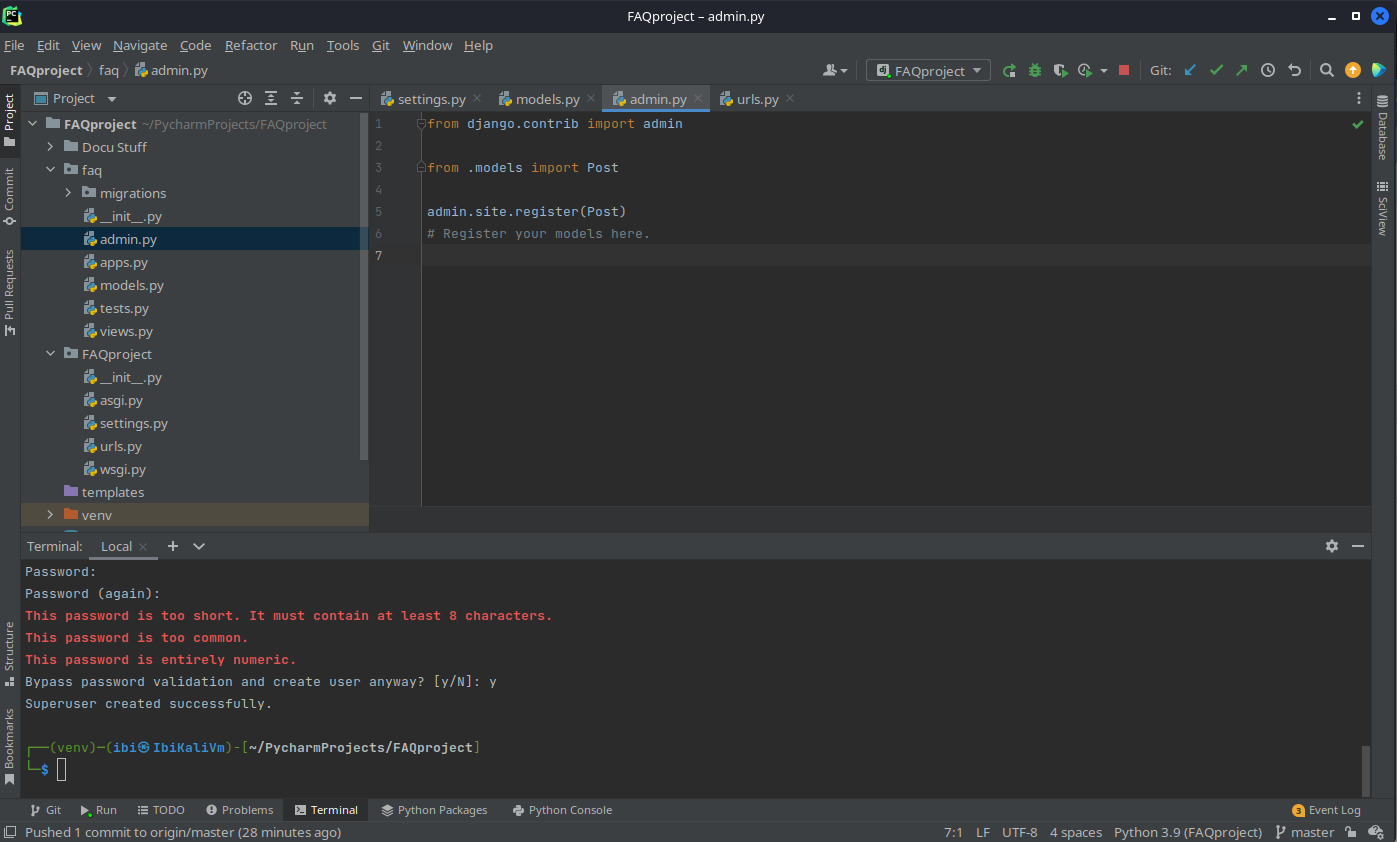 FAQproject – admin.py
File Edit View Navigate Code Refactor Run Tools Git Window Help
FAQproject faq admin.py
FAQproject Git:
Project
settings.py models.py admin.py urls.py
Project
Commit
Pull Requests
Structure
Bookmarks
FAQproject ~/PycharmProjects/FAQproject
Docu Stuff
faq
migrations
__init__.py
admin.py
apps.py
models.py
tests.py
views.py
FAQproject
__init__.py
asgi.py
settings.py
urls.py
wsgi.py
templates
venv
1 from django.contrib import admin
2
3 from .models import Post
4
5 admin.site.register(Post)
6 # Register your models here.
7
Database
SciView
Terminal: Local
Password:
Password (again):
This password is too short. It must contain at least 8 characters.
This password is too common.
This password is entirely numeric.
Bypass password validation and create user anyway? [y/N]: y
Superuser created successfully.
┌──(venv)─(ibi㉿IbiKaliVm)-[~/PycharmProjects/FAQproject]
└─$
Git Run TODO Problems Terminal Python Packages Python Console 3 Event Log
Pushed 1 commit to origin/master (28 minutes ago) 7:1 LF UTF-8 4 spaces Python 3.9 (FAQproject) master